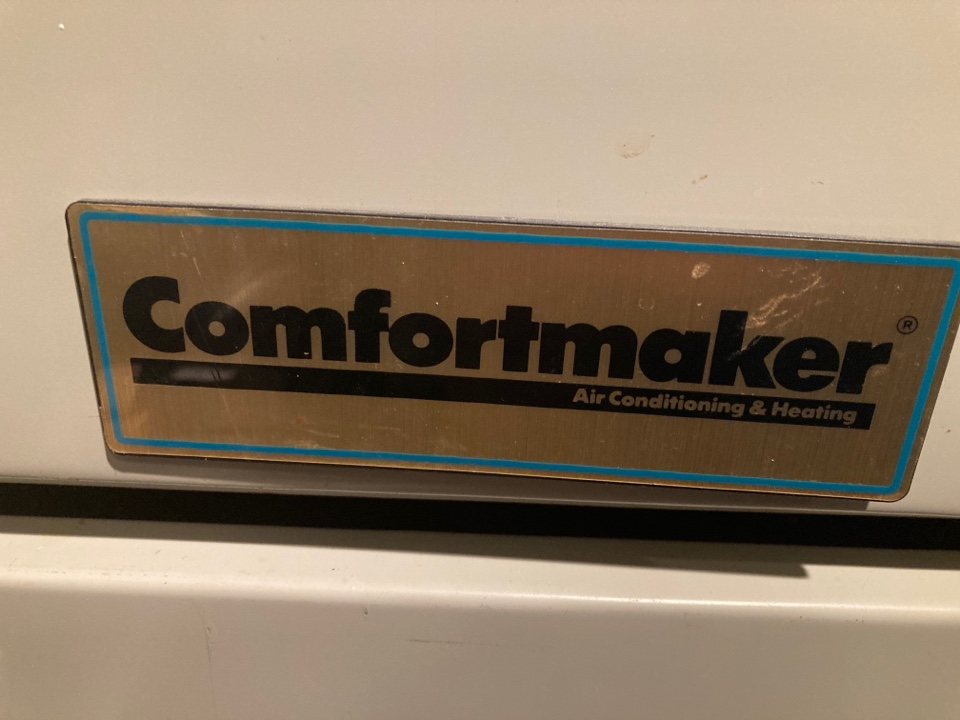 Comfortmaker®
Air Conditioning & Heating